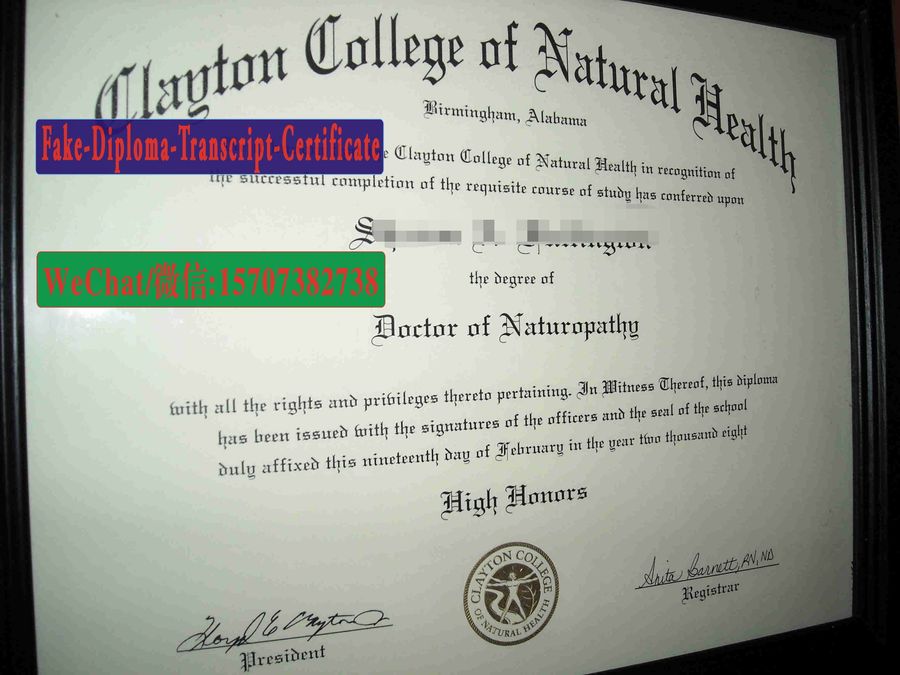 Clayton College of Natural Health
Birmingham, Alabama
Fake-Diploma-Transcript-Certificate
e Clayton College of Natural Health in recognition of
the successful completion of the requisite course of study has conferred upon
WeChat/微信:15707382738
the degree of
Doctor of Naturopathy
with all the rights and privileges thereto pertaining. In Witness Thereof, this diploma
has been issued with the signatures of the officers and the seal of the school
duly affixed this nineteenth day of February in the year two thousand eight
High Honors
CLAYTON COLLEGE
OF NATURAL HEALTH
Anita Barnett, RN, ND
Registrar
President